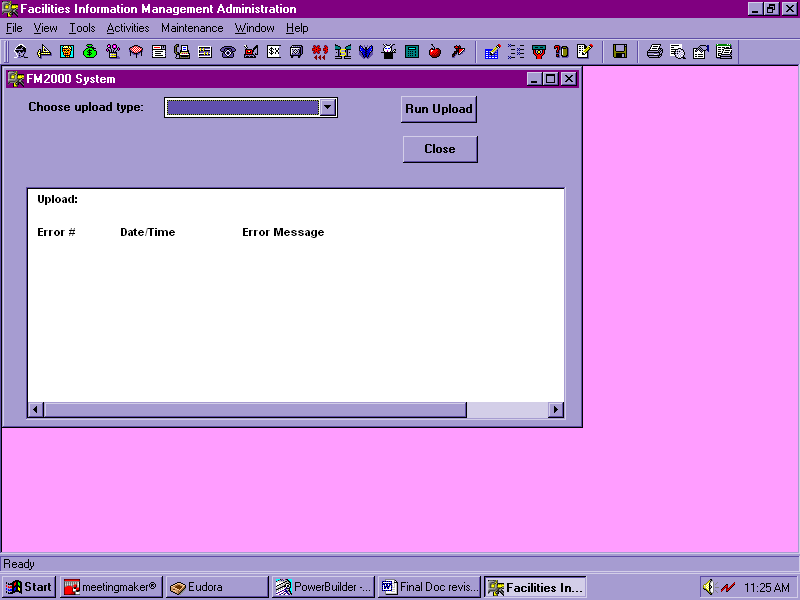 Facilities Information Management Administration
File View Tools Activities Maintenance Window Help
FM2000 System
Choose upload type:
Run Upload
Close
Upload:
Error # Date/Time Error Message
Ready
Start meetingmaker® Eudora PowerBuilder -... Final Doc revis... Facilities In... 11:25 AM